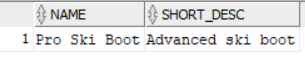 NAME SHORT_DESC
1 Pro Ski Boot Advanced ski boot